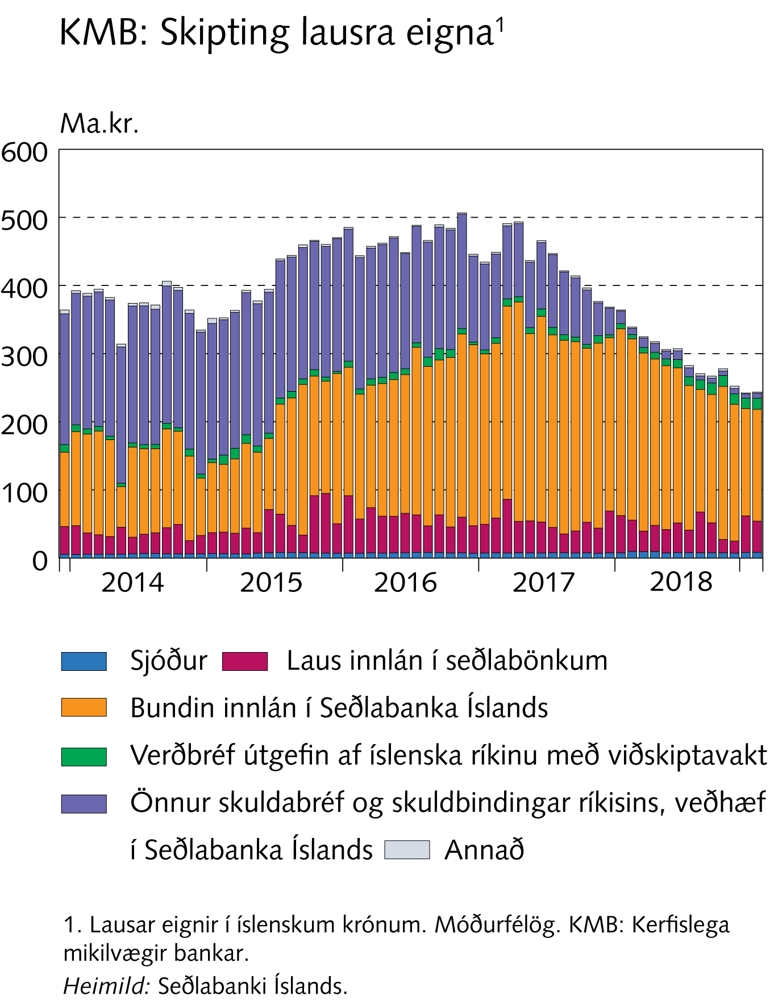 KMB: Skipting lausra eigna¹
Ma.kr.
600
500
400
300
200
100
0
2014 2015 2016 2017 2018
Sjóður Laus innlán í seðlabönkum
Bundin innlán í Seðlabanka Íslands
Verðbréf útgefin af íslenska ríkinu með viðskiptavakt
Önnur skuldabréf og skuldbindingar ríkisins, veðhæf
í Seðlabanka Íslands Annað
1. Lausar eignir í íslenskum krónum. Móðurfélög. KMB: Kerfislega
mikilvægir bankar.
Heimild: Seðlabanki Íslands.